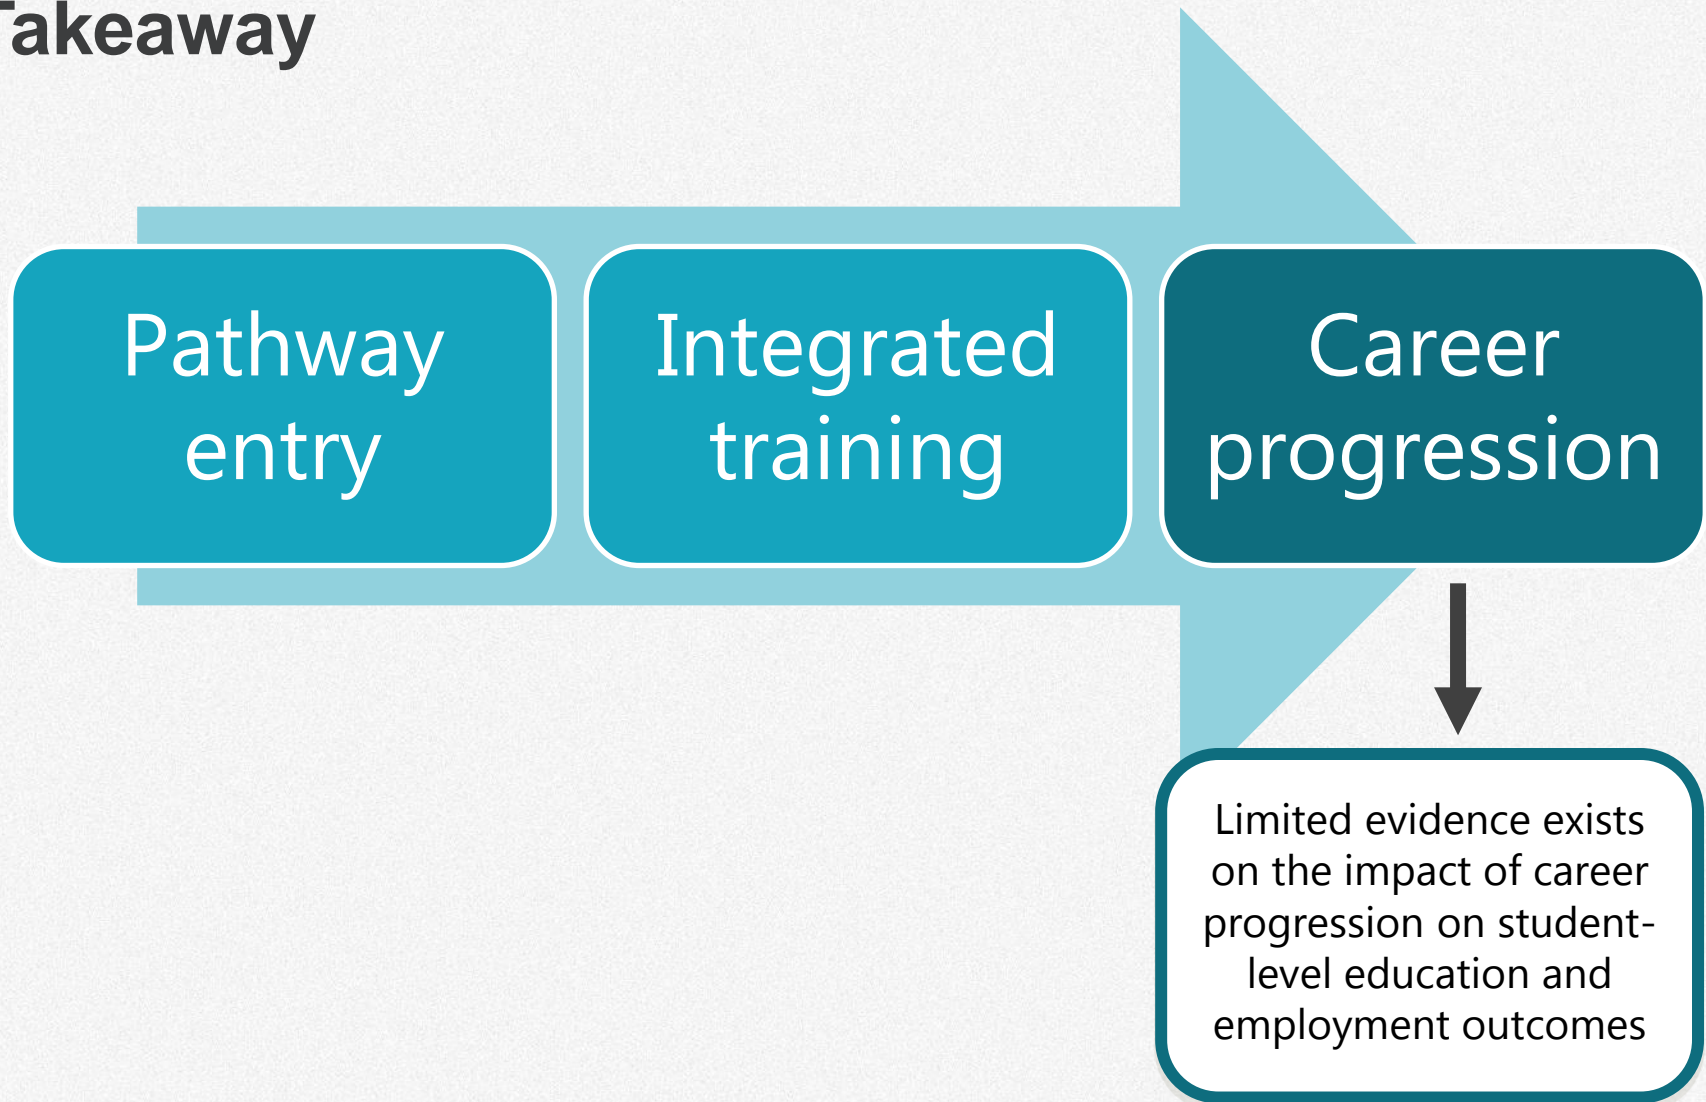 Takeaway
Pathway
entry
Integrated
training
Career
progression
Limited evidence exists
on the impact of career
progression on student-
level education and
employment outcomes